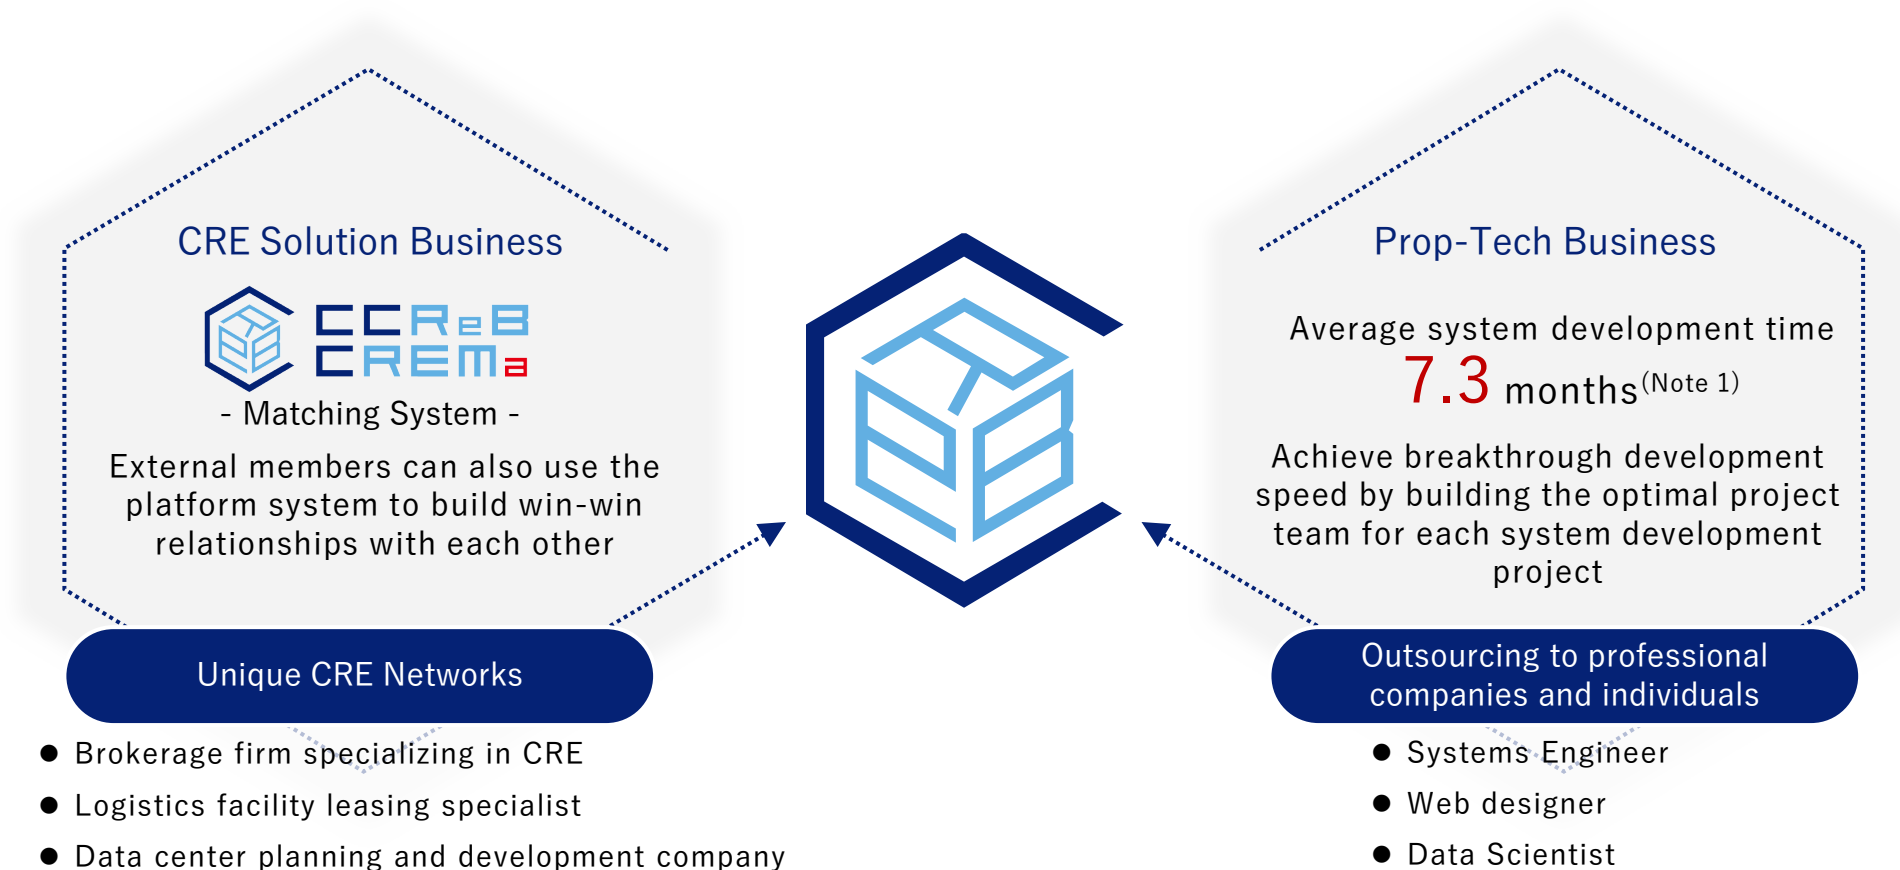 CRE Solution Business
CCReB
CREMa
- Matching System -
External members can also use the
platform system to build win-win
relationships with each other
Unique CRE Networks
● Brokerage firm specializing in CRE
● Logistics facility leasing specialist
● Data center planning and development company
Prop-Tech Business
Average system development time
7.3 months(Note 1)
Achieve breakthrough development
speed by building the optimal project
team for each system development
project
Outsourcing to professional
companies and individuals
● Systems Engineer
● Web designer
● Data Scientist